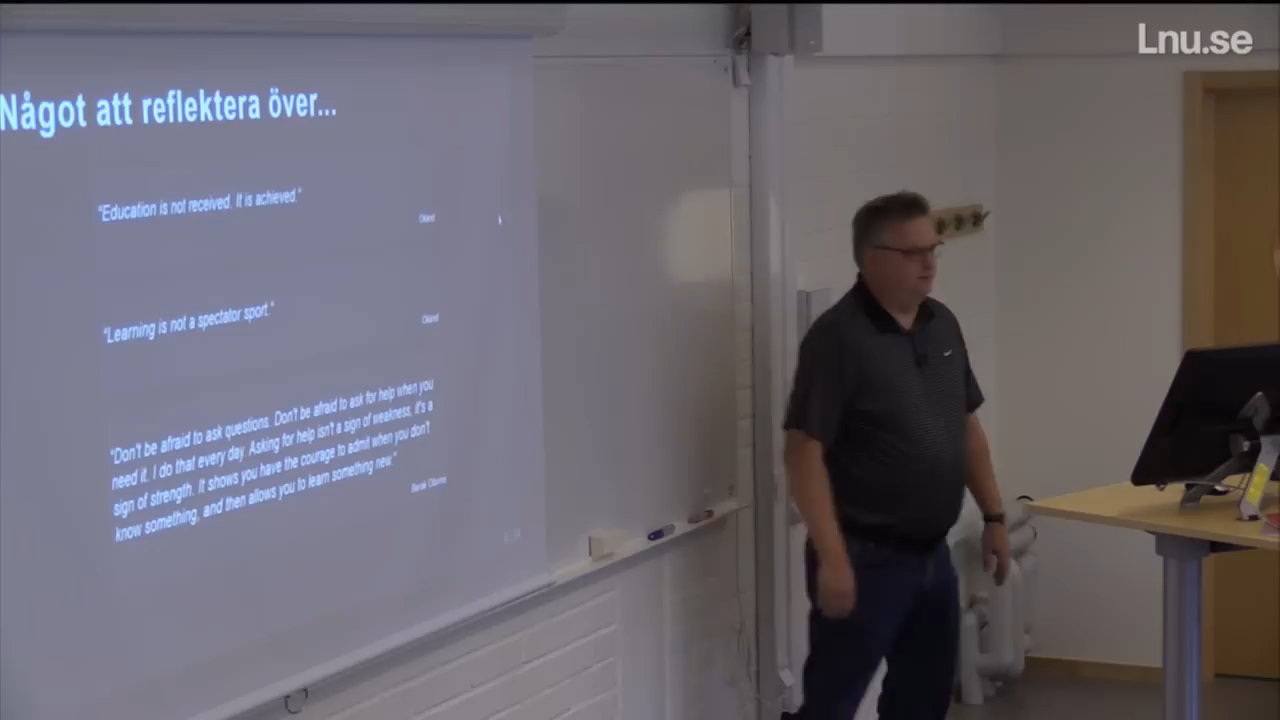 Lnu.se
Något att reflektera över...
"Education is not received. It is achieved."
Okänd
"Learning is not a spectator sport."
Okänd
"Don't be afraid to ask questions. Don't be afraid to ask for help when you
need it. I do that every day. Asking for help isn't a sign of weakness, it's a
sign of strength. It shows you have the courage to admit when you don't
know something, and then allows you to learn something new."
Barak Obama